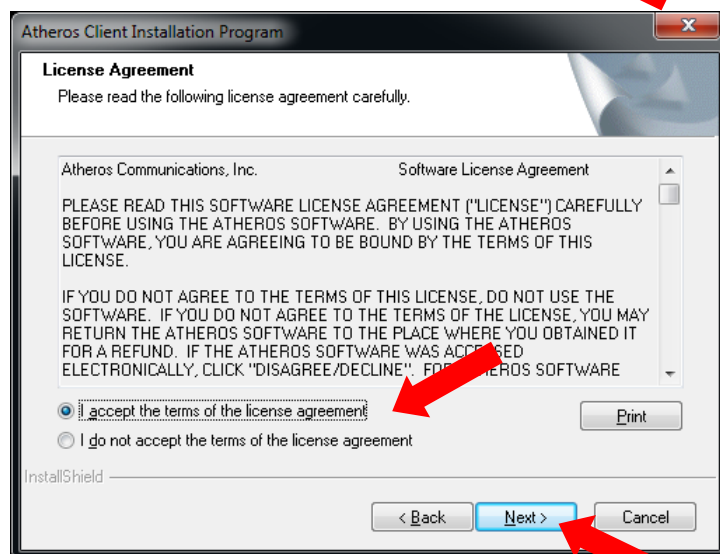 Atheros Client Installation Program
License Agreement
Please read the following license agreement carefully.
Atheros Communications, Inc. Software License Agreement
PLEASE READ THIS SOFTWARE LICENSE AGREEMENT ("LICENSE") CAREFULLY
BEFORE USING THE ATHEROS SOFTWARE. BY USING THE ATHEROS
SOFTWARE, YOU ARE AGREEING TO BE BOUND BY THE TERMS OF THIS
LICENSE.
IF YOU DO NOT AGREE TO THE TERMS OF THIS LICENSE, DO NOT USE THE
SOFTWARE. IF YOU DO NOT AGREE TO THE TERMS OF THE LICENSE, YOU MAY
RETURN THE ATHEROS SOFTWARE TO THE PLACE WHERE YOU OBTAINED IT
FOR A REFUND. IF THE ATHEROS SOFTWARE WAS ACCESSED
ELECTRONICALLY, CLICK "DISAGREE/DECLINE". FOR ATHEROS SOFTWARE
I accept the terms of the license agreement
Print
I do not accept the terms of the license agreement
InstallShield
< Back Next > Cancel